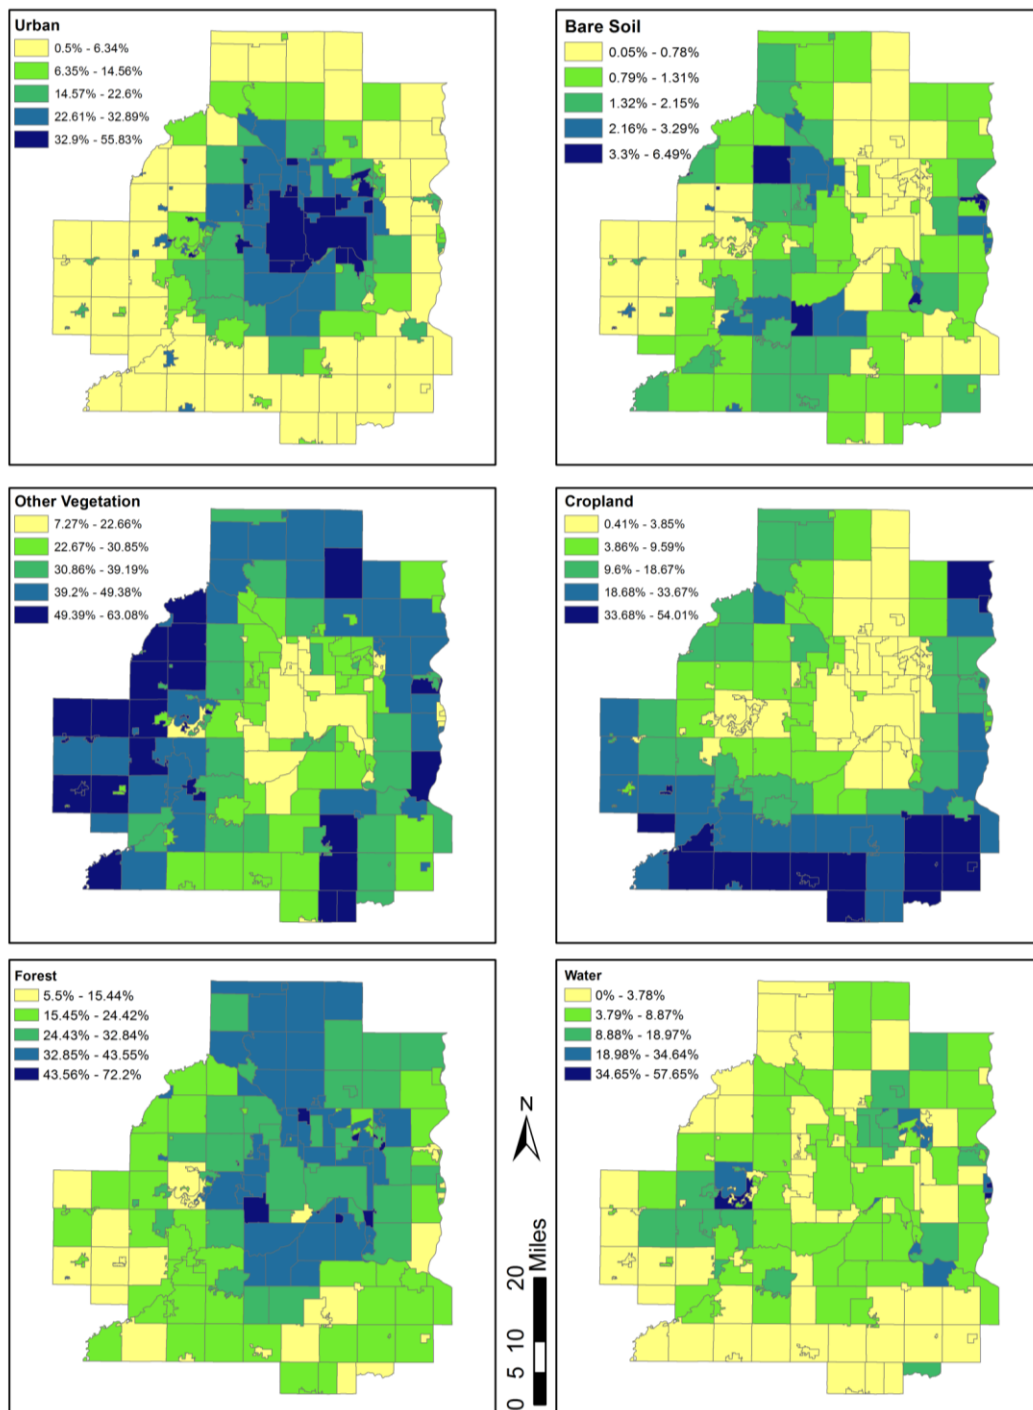 Urban
0.5% - 6.34%
6.35% - 14.56%
14.57% - 22.6%
22.61% - 32.89%
32.9% - 55.83%
Bare Soil
0.05% - 0.78%
0.79% - 1.31%
1.32% - 2.15%
2.16% - 3.29%
3.3% - 6.49%
Other Vegetation
7.27% - 22.66%
22.67% - 30.85%
30.86% - 39.19%
39.2% - 49.38%
49.39% - 63.08%
Cropland
0.41% - 3.85%
3.86% - 9.59%
9.6% - 18.67%
18.68% - 33.67%
33.68% - 54.01%
Forest
5.5% - 15.44%
15.45% - 24.42%
24.43% - 32.84%
32.85% - 43.55%
43.56% - 72.2%
N
0 5 10 20
Miles
Water
0% - 3.78%
3.79% - 8.87%
8.88% - 18.97%
18.98% - 34.64%
34.65% - 57.65%